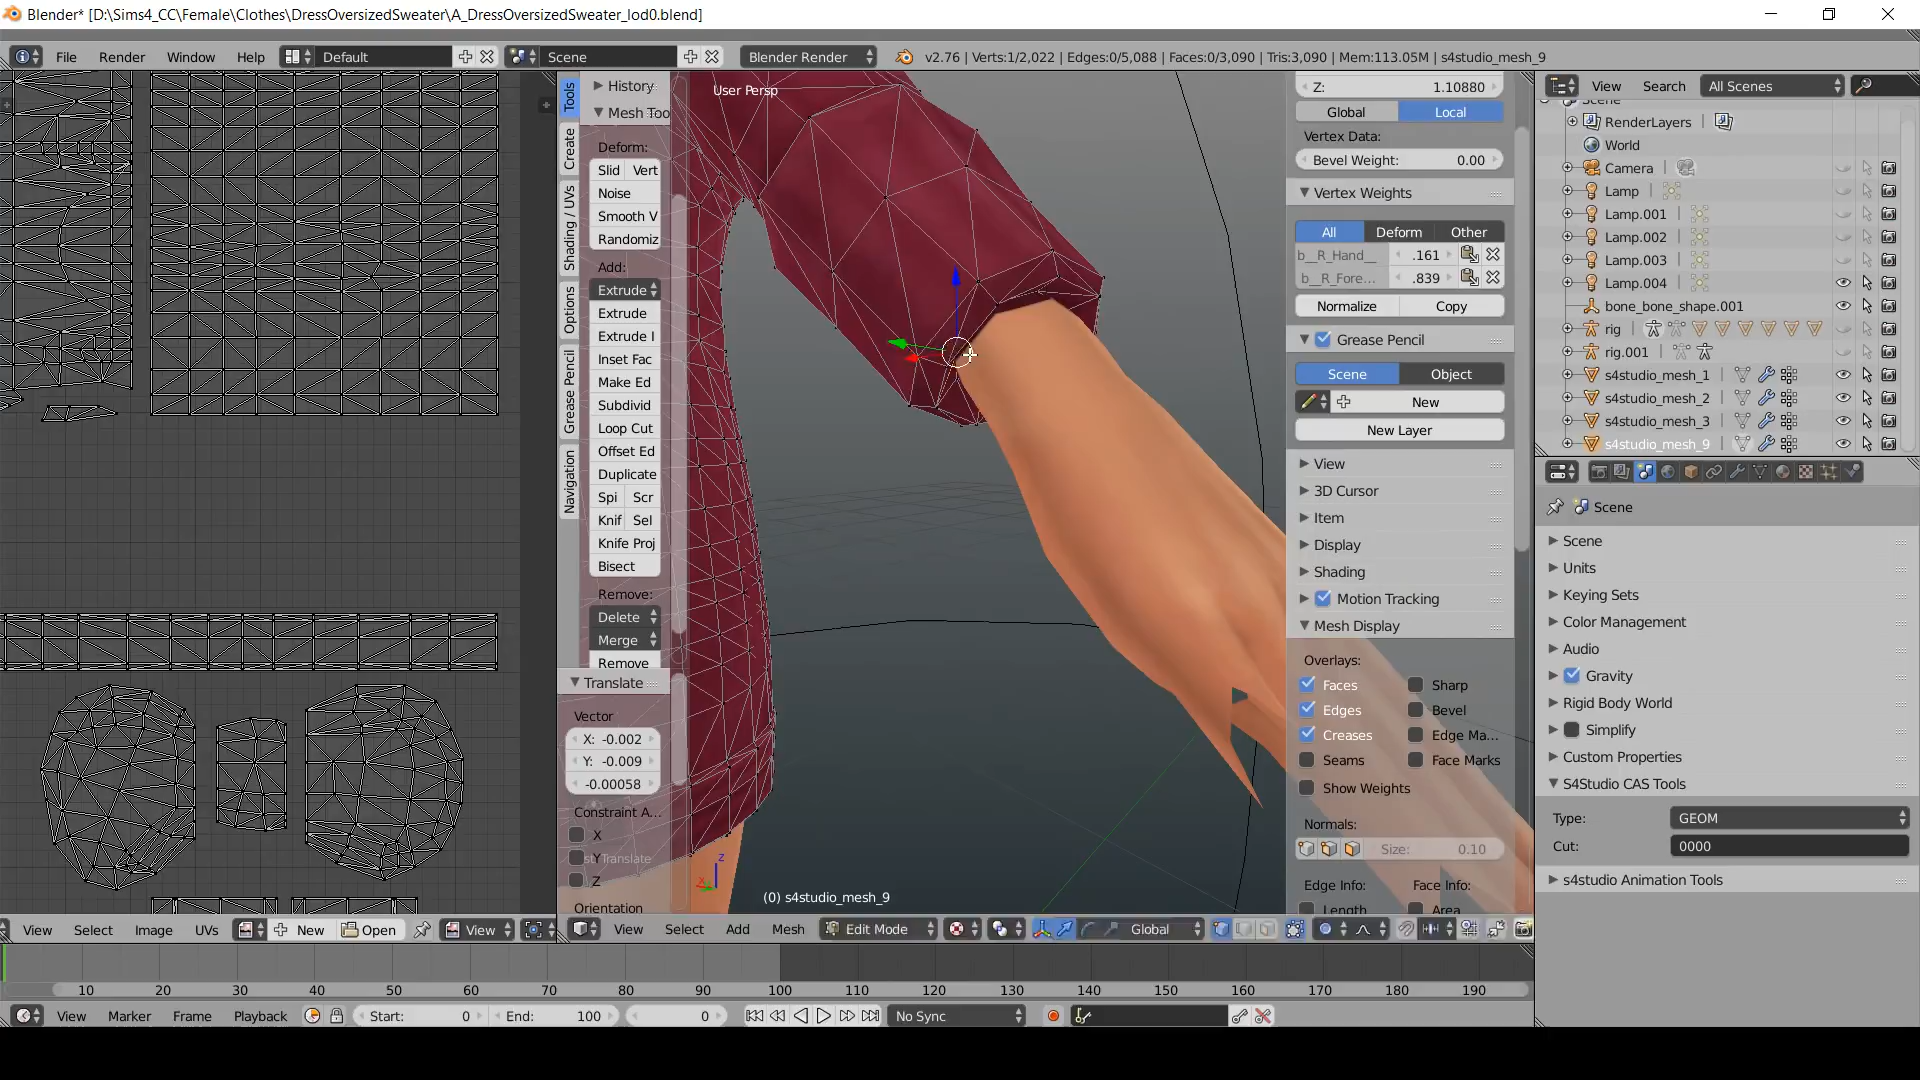 Blender* [D:\Sims4_CC\Female\Clothes\DressOversizedSweater\A_DressOversizedSweater_lod0.blend]
File Render Window Help Default Scene Blender Render v2.76 | Verts:1/2,022 | Edges:0/5,088 | Faces:0/3,090 | Tris:3,090 | Mem:113.05M | s4studio_mesh_9
Tools
Create
Shading / UVs
Options
Grease Pencil
Navigation
History
Mesh Too
Deform:
Slid Vert
Noise
Smooth V
Randomiz
Add:
Extrude
Extrude
Extrude I
Inset Fac
Make Ed
Subdivid
Loop Cut
Offset Ed
Duplicate
Spi Scr
Knif Sel
Knife Proj
Bisect
Remove:
Delete
Merge
Remove
Translate
Vector
X: -0.002
Y: -0.009
-0.00058
Constraint A...
X
Y
st Translate
Z
Orientation
User Persp
(0) s4studio_mesh_9
Z: 1.10880
Global Local
Vertex Data:
Bevel Weight: 0.00
Vertex Weights
All Deform Other
b__R_Hand__ .161
b__R_Fore... .839
Normalize Copy
Grease Pencil
Scene Object
New
New Layer
View
3D Cursor
Item
Display
Shading
Motion Tracking
Mesh Display
Overlays:
Faces Sharp
Edges Bevel
Creases Edge Ma...
Seams Face Marks
Show Weights
Normals:
Size: 0.10
Edge Info: Face Info:
Length Area
View Search All Scenes
Scene
RenderLayers
World
Camera
Lamp
Lamp.001
Lamp.002
Lamp.003
Lamp.004
bone_bone_shape.001
rig
rig.001
s4studio_mesh_1
s4studio_mesh_2
s4studio_mesh_3
s4studio_mesh_9
Scene
Scene
Units
Keying Sets
Color Management
Audio
Gravity
Rigid Body World
Simplify
Custom Properties
S4Studio CAS Tools
Type: GEOM
Cut: 0000
s4studio Animation Tools
View Select Image UVs New Open View
View Select Add Mesh Edit Mode Global
10 20 30 40 50 60 70 80 90 100 110 120 130 140 150 160 170 180 190
View Marker Frame Playback Start: 0 End: 100 0 No Sync